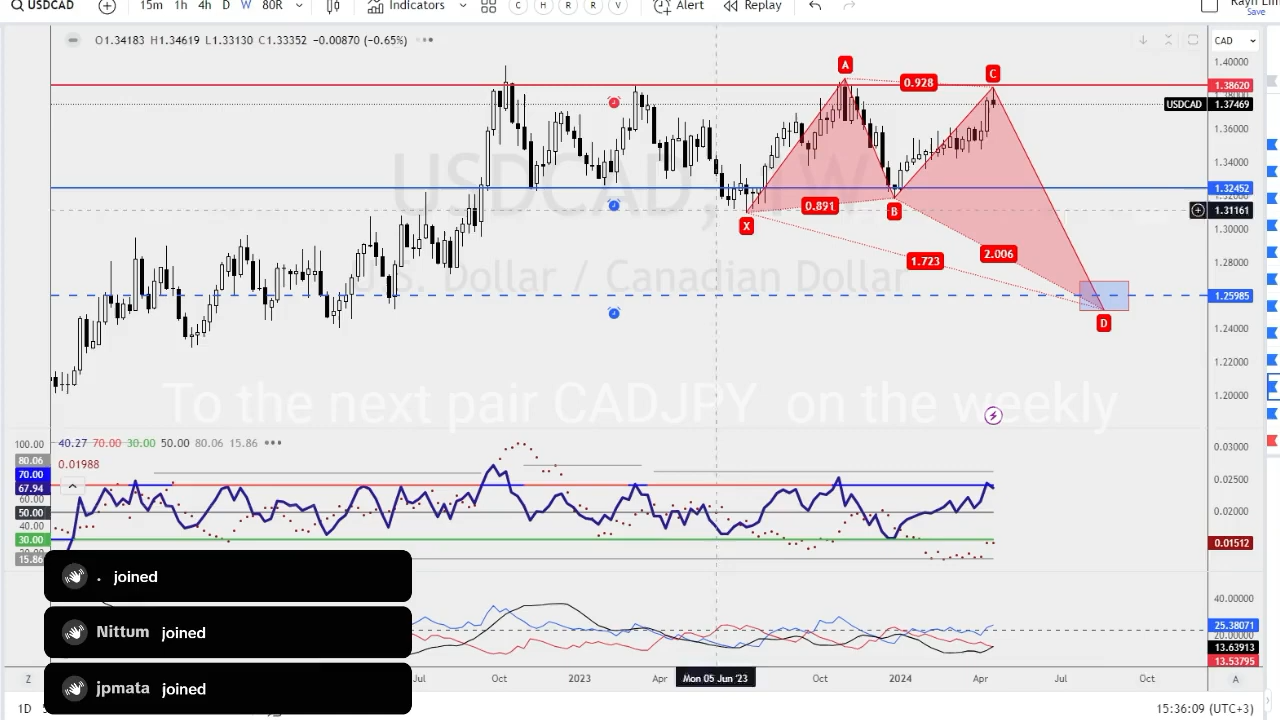 USDCAD 15m 1h 4h D W 80R Indicators C H R R V Alert Replay
Save
O1.34183 H1.34619 L1.33130 C1.33352 −0.00870 (−0.65%)
CAD
1.40000
1.38620
USDCAD 1.37469
1.36000
1.34000
1.32452
1.31161
1.30000
1.28000
1.25985
1.24000
1.22000
1.20000
A
0.928
C
0.891
X
B
1.723
2.006
D
U.S. Dollar / Canadian Dollar
To the next pair CADJPY on the weekly
40.27 70.00 30.00 50.00 80.06 15.86
0.01988
100.00
80.06
70.00
67.94
60.00
50.00
40.00
30.00
15.86
0.03000
0.02500
0.02000
0.01512
. joined
Nittum joined
jpmata joined
40.00000
25.38071
20.00000
13.63913
13.53795
Z Jul Oct 2023 Apr Mon 05 Jun '23 Oct 2024 Apr Jul Oct A
1D
15:36:09 (UTC+3)